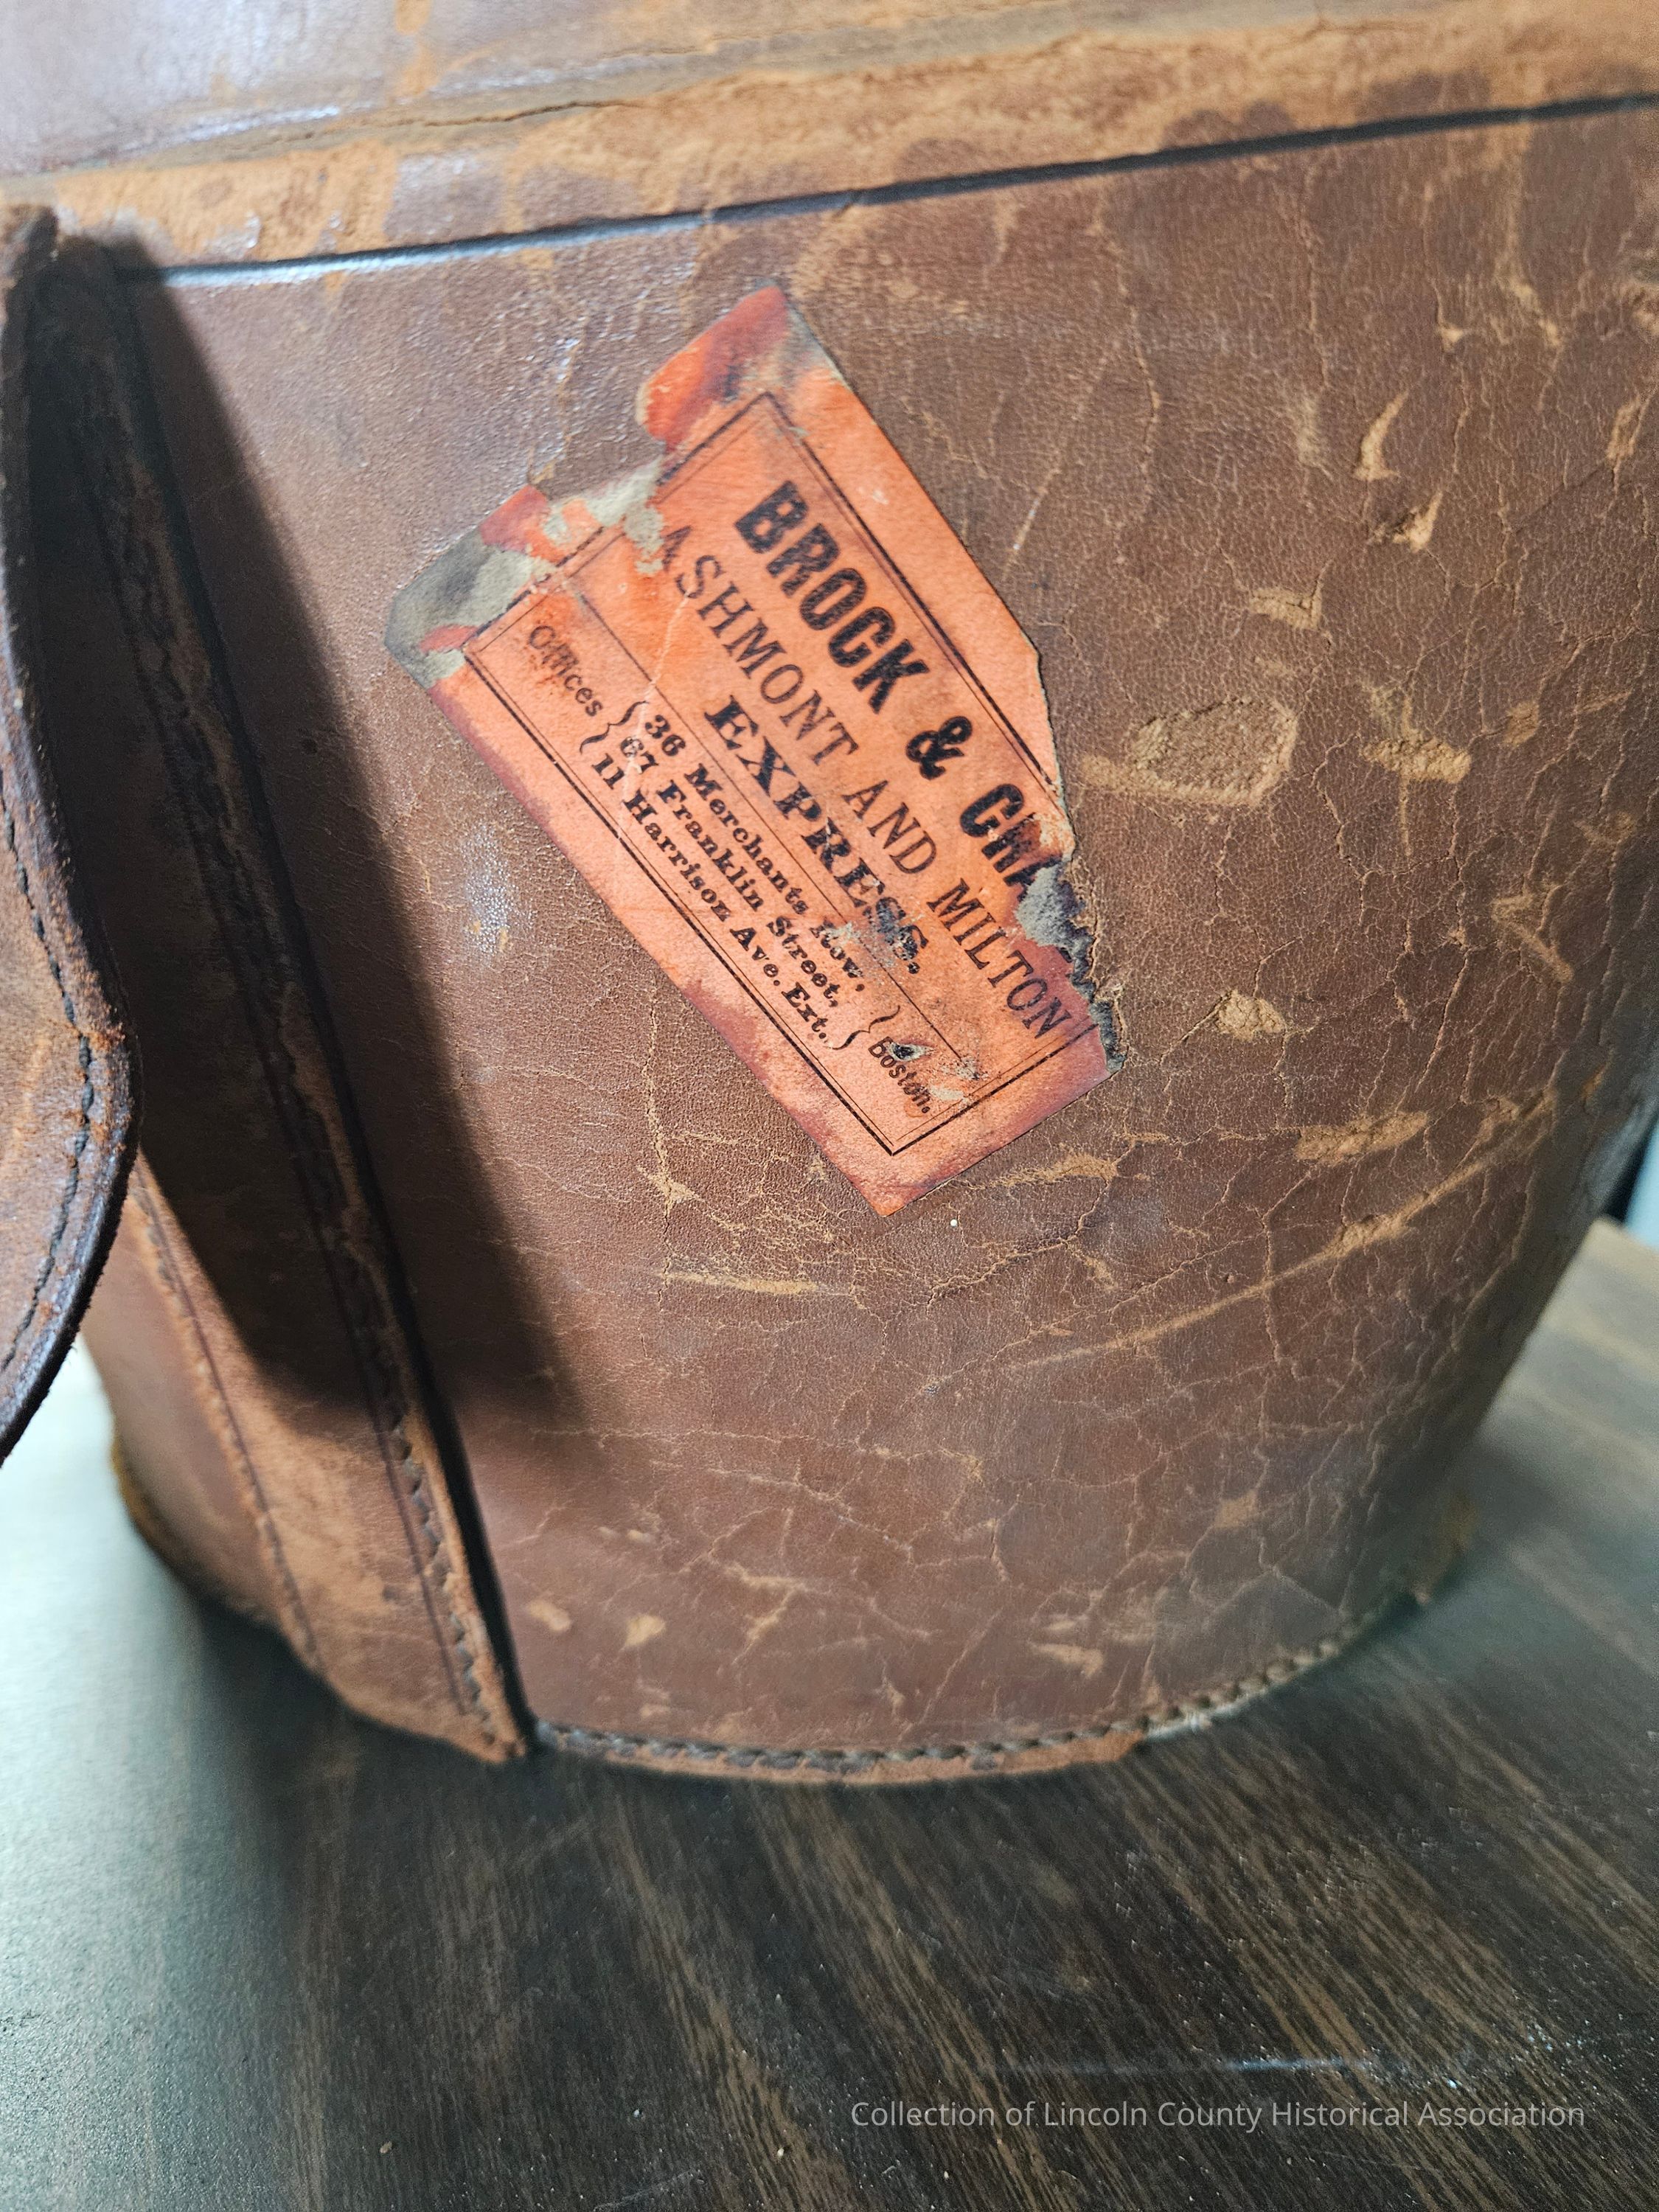 BROCK & CRA
ASHMONT AND MILTON
EXPRESS.
Offices { 36 Merchants Row,
67 Franklin Street,
11 Harrison Ave. Ext. } Boston.
Collection of Lincoln County Historical Association